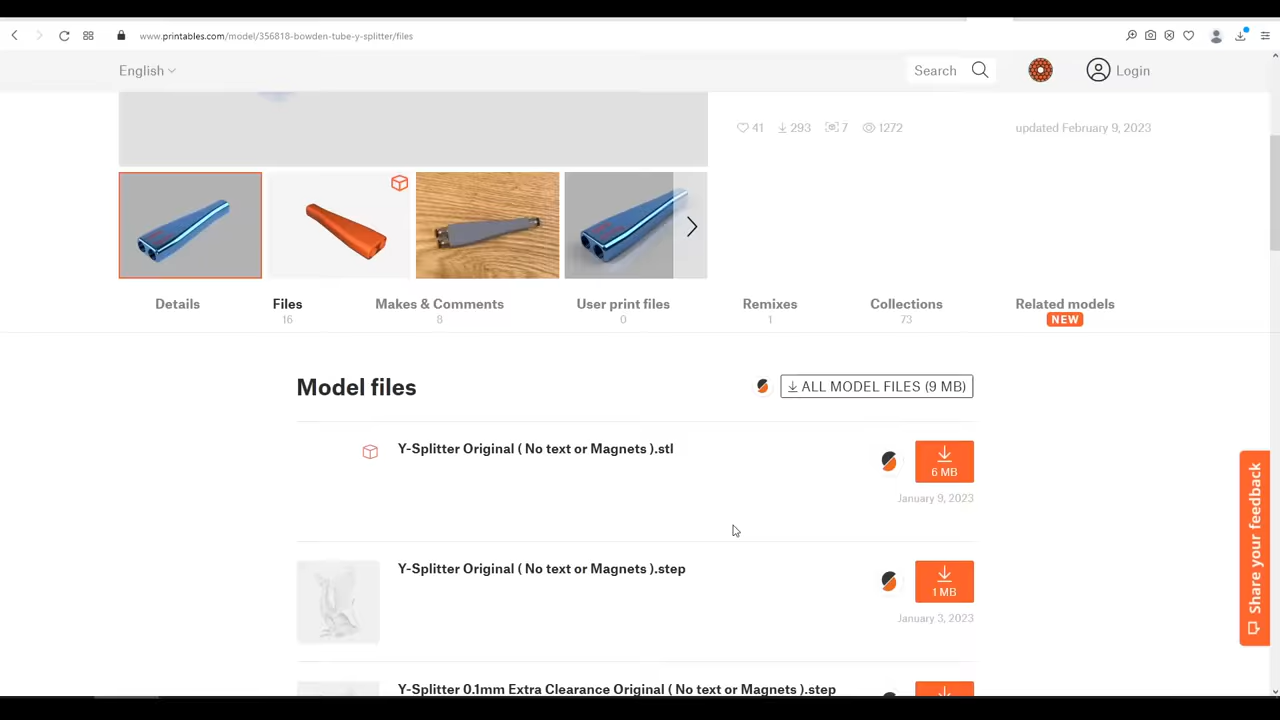 www.printables.com/model/356818-bowden-tube-y-splitter/files
English
Search
Login
41 293 7 1272
updated February 9, 2023
Details
Files
16
Makes & Comments
8
User print files
0
Remixes
1
Collections
73
Related models
NEW
Model files
ALL MODEL FILES (9 MB)
Y-Splitter Original ( No text or Magnets ).stl
6 MB
January 9, 2023
Y-Splitter Original ( No text or Magnets ).step
1 MB
January 3, 2023
Y-Splitter 0.1mm Extra Clearance Original ( No text or Magnets ).step
Share your feedback